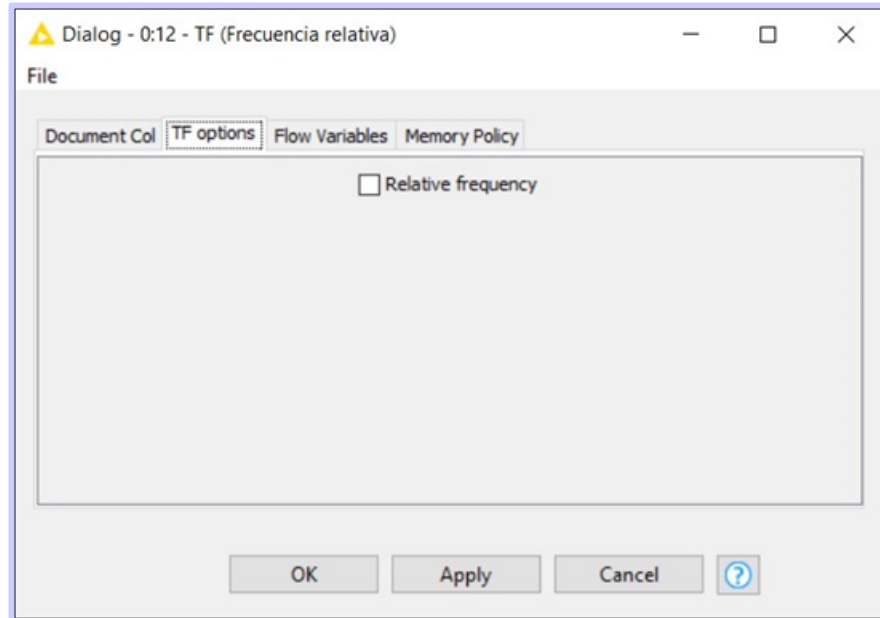 Dialog - 0:12 - TF (Frecuencia relativa)
File
Document Col TF options Flow Variables Memory Policy
Relative frequency
OK Apply Cancel ?